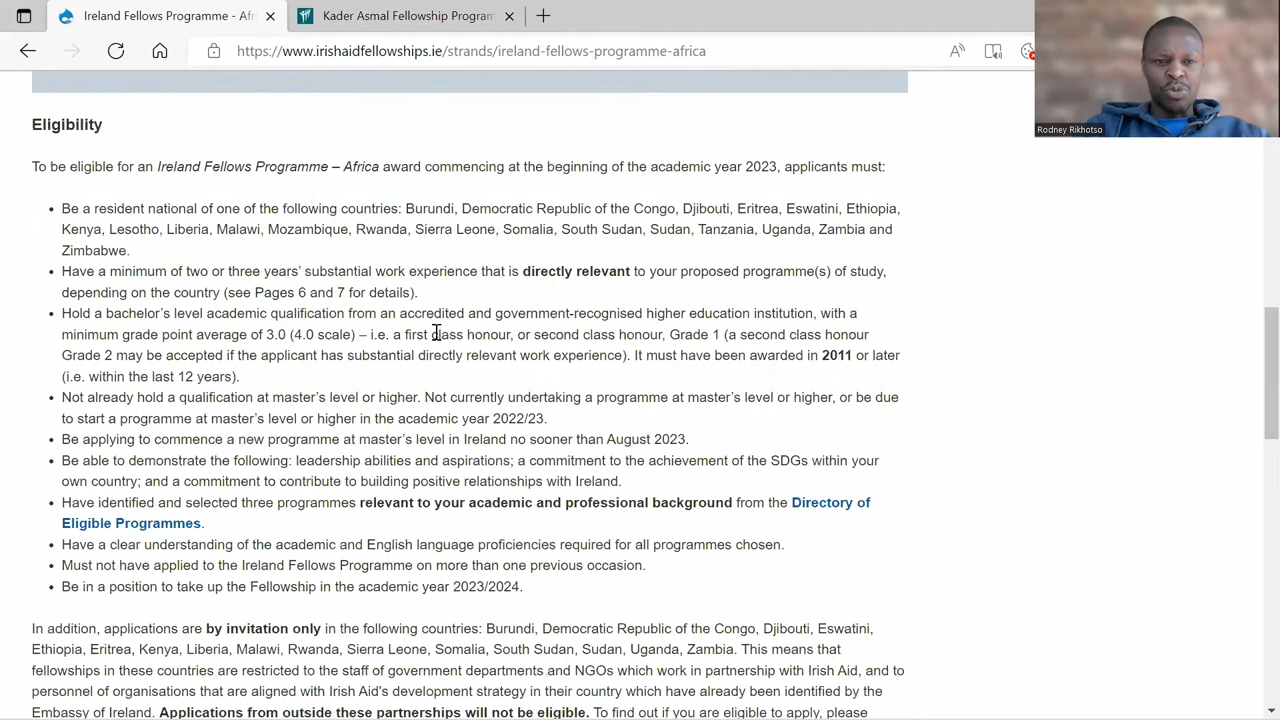 Ireland Fellows Programme - Afr
Kader Asmal Fellowship Program
https://www.irishaidfellowships.ie/strands/ireland-fellows-programme-africa
Rodney Rikhotso
Eligibility
To be eligible for an Ireland Fellows Programme – Africa award commencing at the beginning of the academic year 2023, applicants must:
• Be a resident national of one of the following countries: Burundi, Democratic Republic of the Congo, Djibouti, Eritrea, Eswatini, Ethiopia,
Kenya, Lesotho, Liberia, Malawi, Mozambique, Rwanda, Sierra Leone, Somalia, South Sudan, Sudan, Tanzania, Uganda, Zambia and
Zimbabwe.
• Have a minimum of two or three years’ substantial work experience that is directly relevant to your proposed programme(s) of study,
depending on the country (see Pages 6 and 7 for details).
• Hold a bachelor’s level academic qualification from an accredited and government-recognised higher education institution, with a
minimum grade point average of 3.0 (4.0 scale) – i.e. a first class honour, or second class honour, Grade 1 (a second class honour
Grade 2 may be accepted if the applicant has substantial directly relevant work experience). It must have been awarded in 2011 or later
(i.e. within the last 12 years).
• Not already hold a qualification at master’s level or higher. Not currently undertaking a programme at master’s level or higher, or be due
to start a programme at master’s level or higher in the academic year 2022/23.
• Be applying to commence a new programme at master’s level in Ireland no sooner than August 2023.
• Be able to demonstrate the following: leadership abilities and aspirations; a commitment to the achievement of the SDGs within your
own country; and a commitment to contribute to building positive relationships with Ireland.
• Have identified and selected three programmes relevant to your academic and professional background from the Directory of
Eligible Programmes.
• Have a clear understanding of the academic and English language proficiencies required for all programmes chosen.
• Must not have applied to the Ireland Fellows Programme on more than one previous occasion.
• Be in a position to take up the Fellowship in the academic year 2023/2024.
In addition, applications are by invitation only in the following countries: Burundi, Democratic Republic of the Congo, Djibouti, Eswatini,
Ethiopia, Eritrea, Kenya, Liberia, Malawi, Rwanda, Sierra Leone, Somalia, South Sudan, Sudan, Uganda, Zambia. This means that
fellowships in these countries are restricted to the staff of government departments and NGOs which work in partnership with Irish Aid, and to
personnel of organisations that are aligned with Irish Aid's development strategy in their country which have already been identified by the
Embassy of Ireland. Applications from outside these partnerships will not be eligible. To find out if you are eligible to apply, please